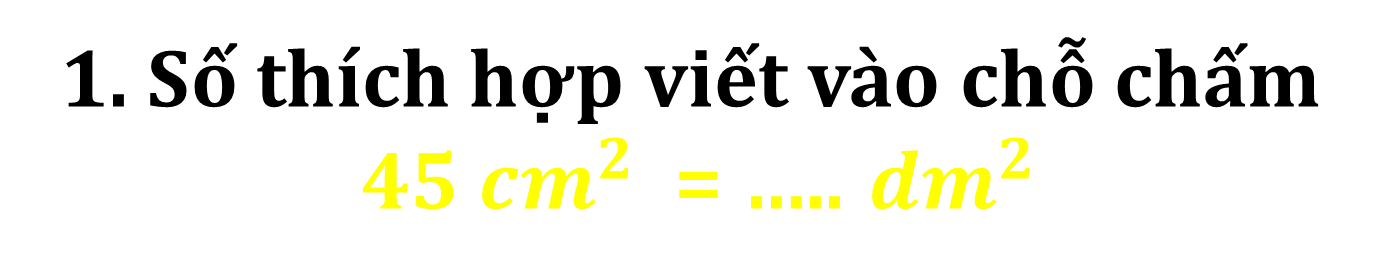 1. Số thích hợp viết vào chỗ chấm
45 cm² = ..... dm²